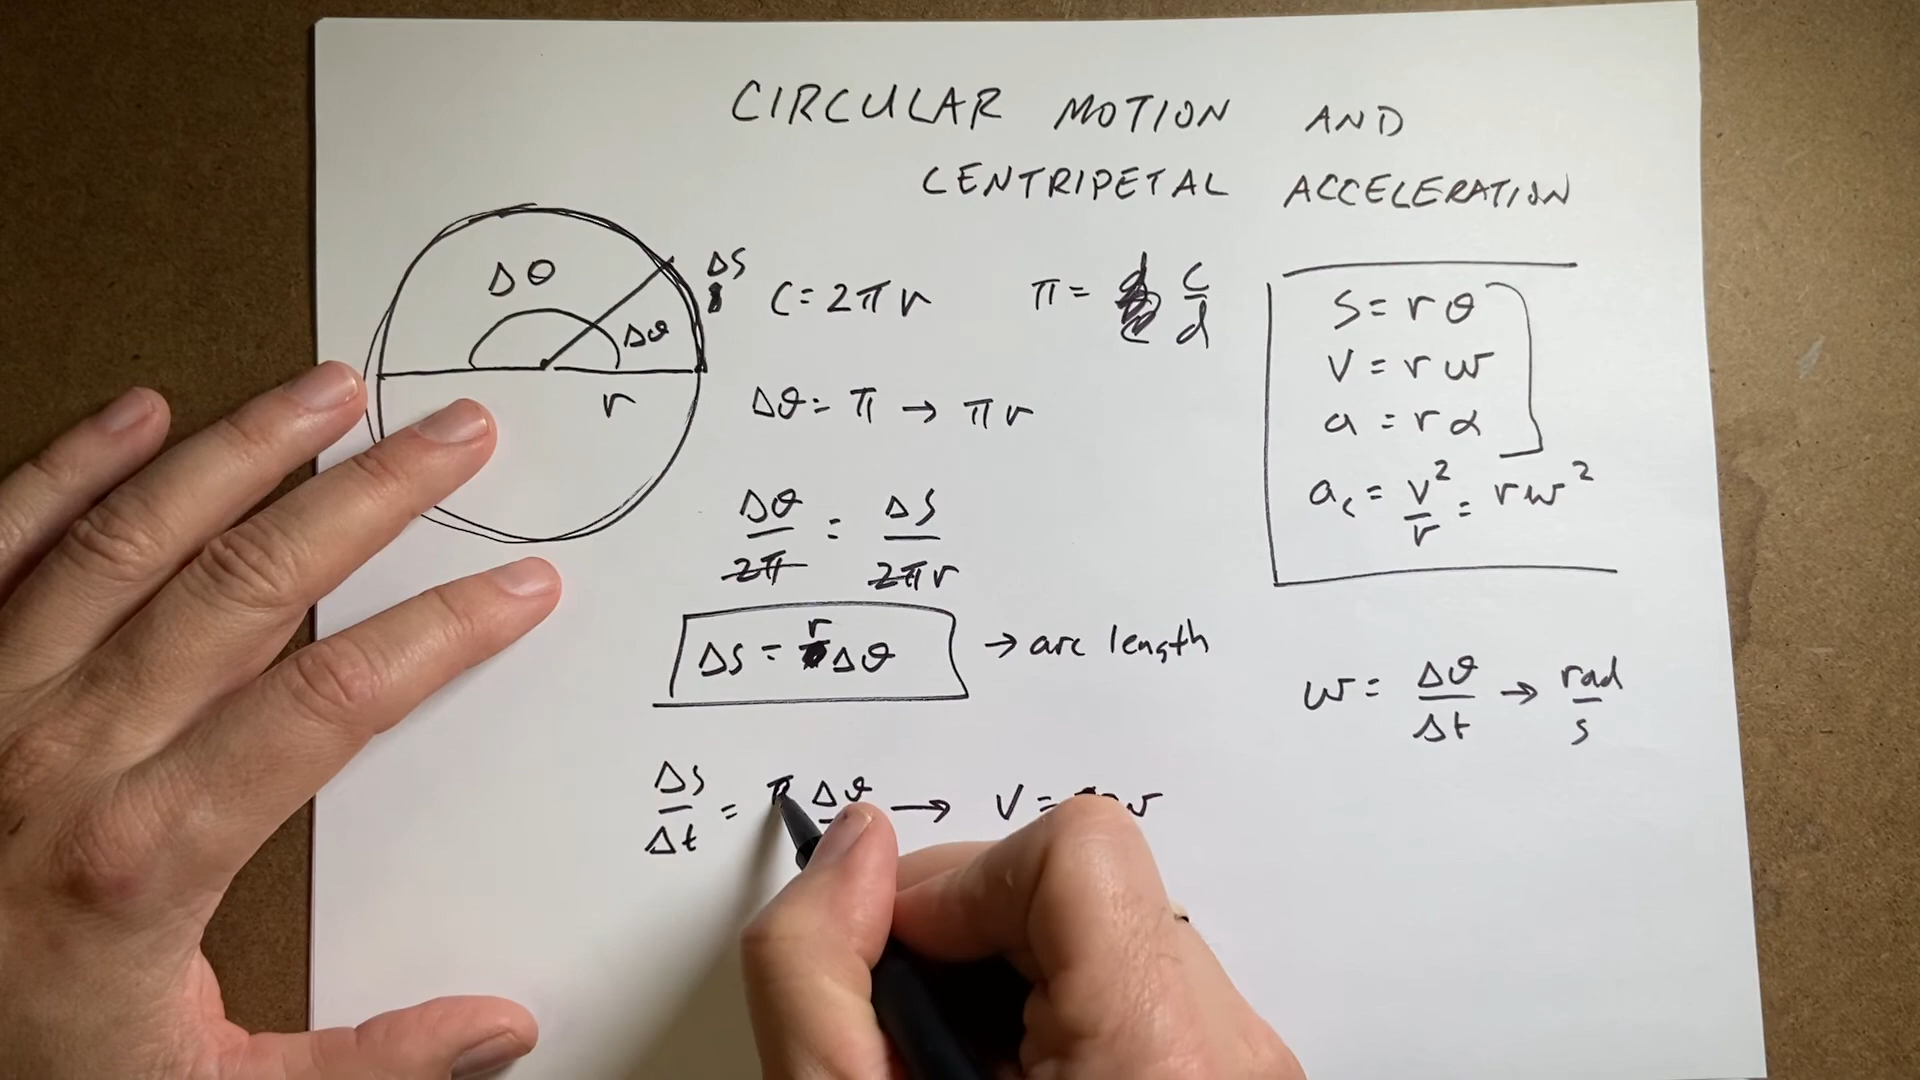 CIRCULAR MOTION AND
CENTRIPETAL ACCELERATION
Δθ
Δθ
r
ΔS
C = 2πr
π = C/d
Δθ = π → πr
Δθ/2π = ΔS/2πr
ΔS = rΔθ → arc length
ΔS/Δt = Δθ → V = ω
S = rθ
V = rω
a = rα
ac = v²/r = rω²
ω = Δθ/Δt → rad/s